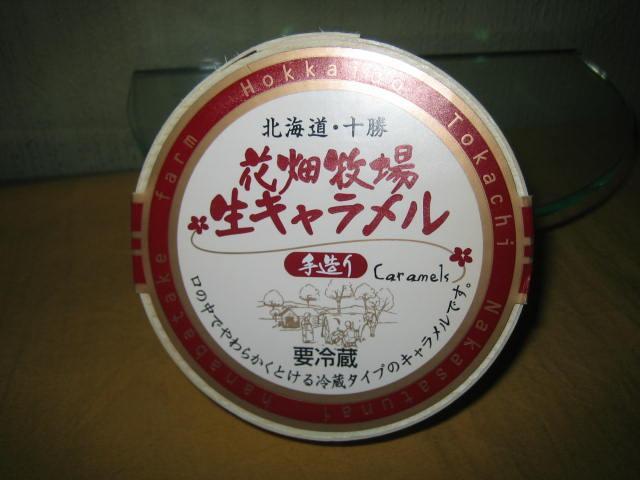 Hokkaido Tokachi Nakasatunai hanabatake farm
北海道・十勝
花畑牧場
生キャラメル
手造り
Caramels
要冷蔵
口の中でやわらかくとける冷蔵タイプのキャラメルです。